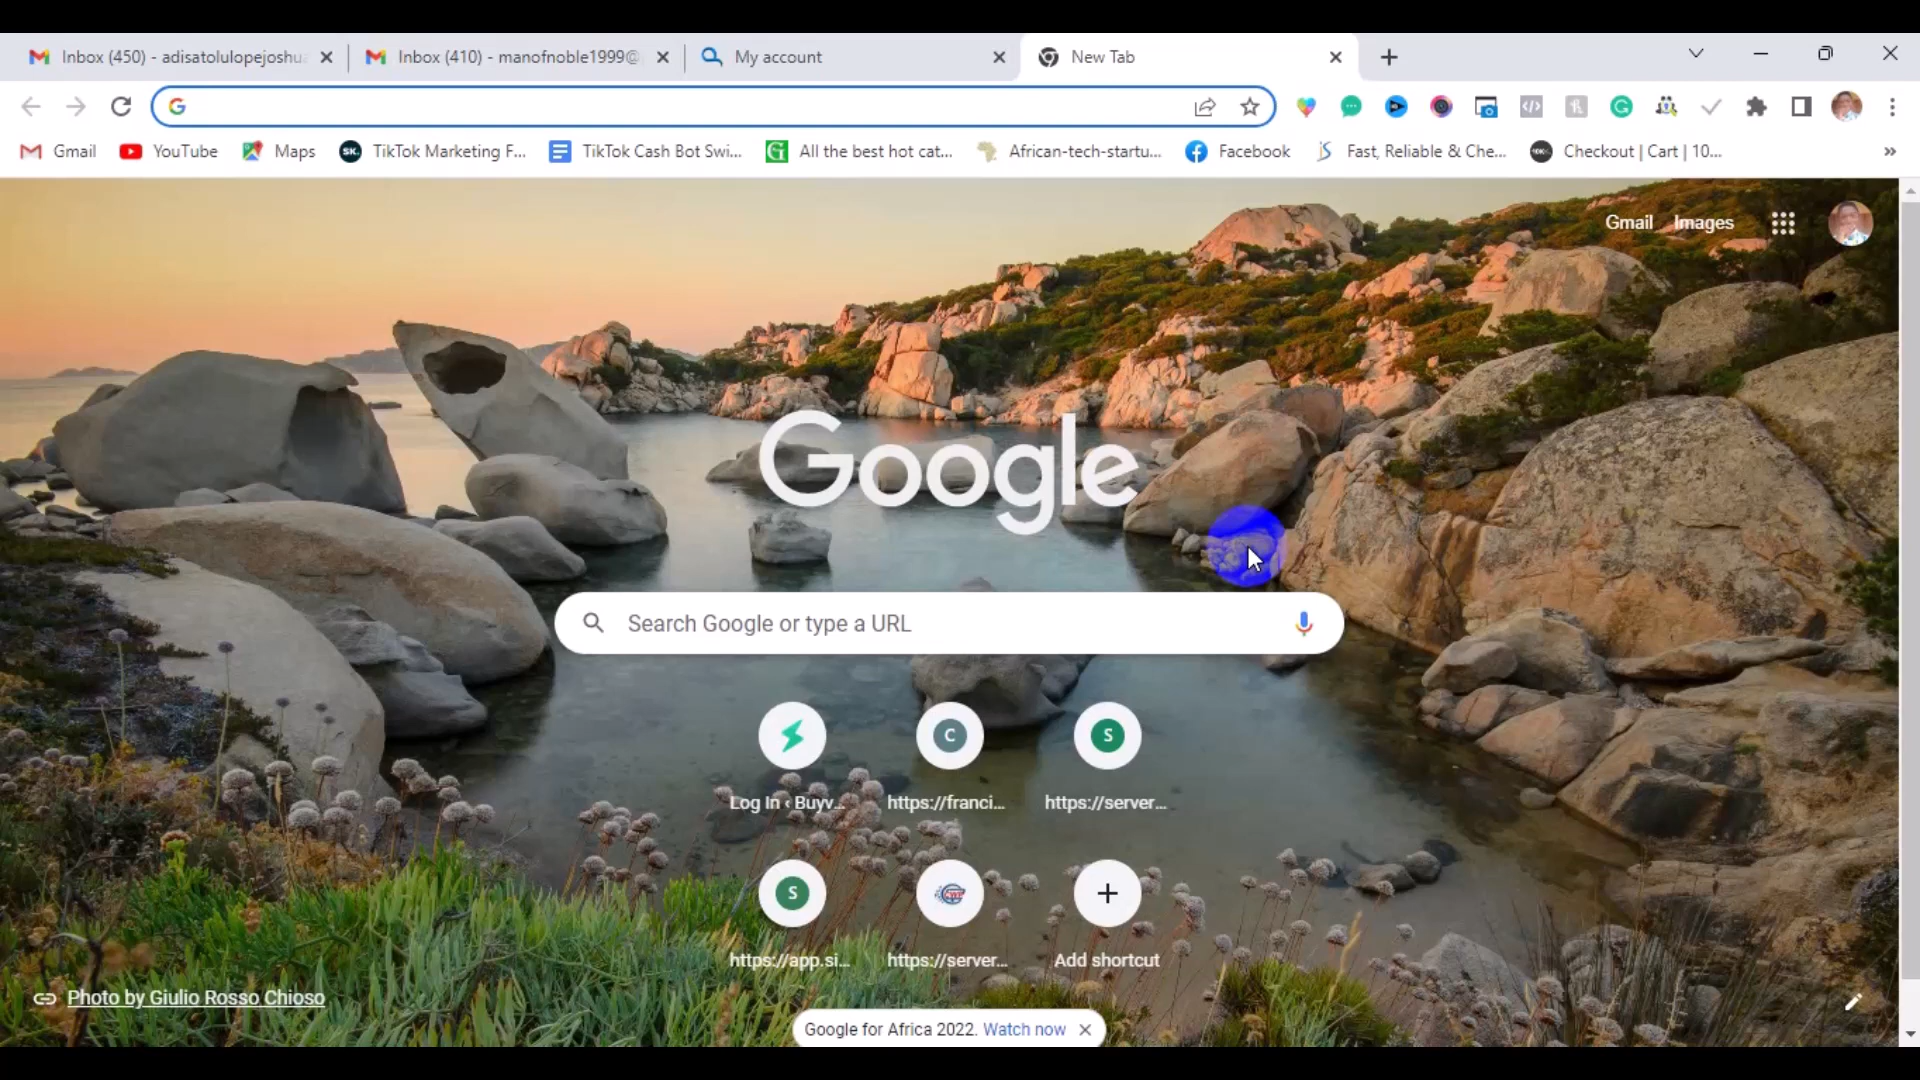 Inbox (450) - adisatolulopejoshu
Inbox (410) - manofnoble1999@
My account
New Tab
Gmail
YouTube
Maps
TikTok Marketing F...
TikTok Cash Bot Swi...
All the best hot cat...
African-tech-startu...
Facebook
Fast, Reliable & Che...
Checkout | Cart | 10...
Gmail
Images
Google
Search Google or type a URL
C
S
Log In ‹ Buyv...
https://franci...
https://server...
S
https://app.si...
https://server...
Add shortcut
Photo by Giulio Rosso Chioso
Google for Africa 2022. Watch now